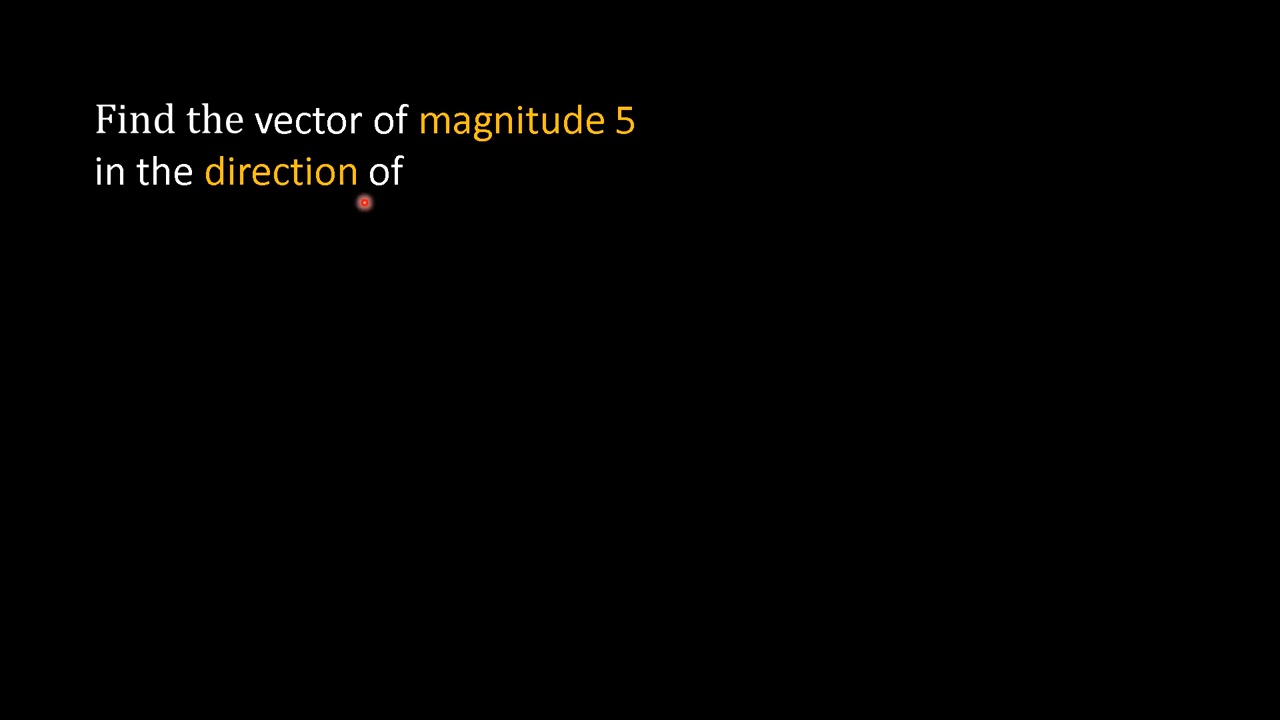 Find the vector of magnitude 5
in the direction of